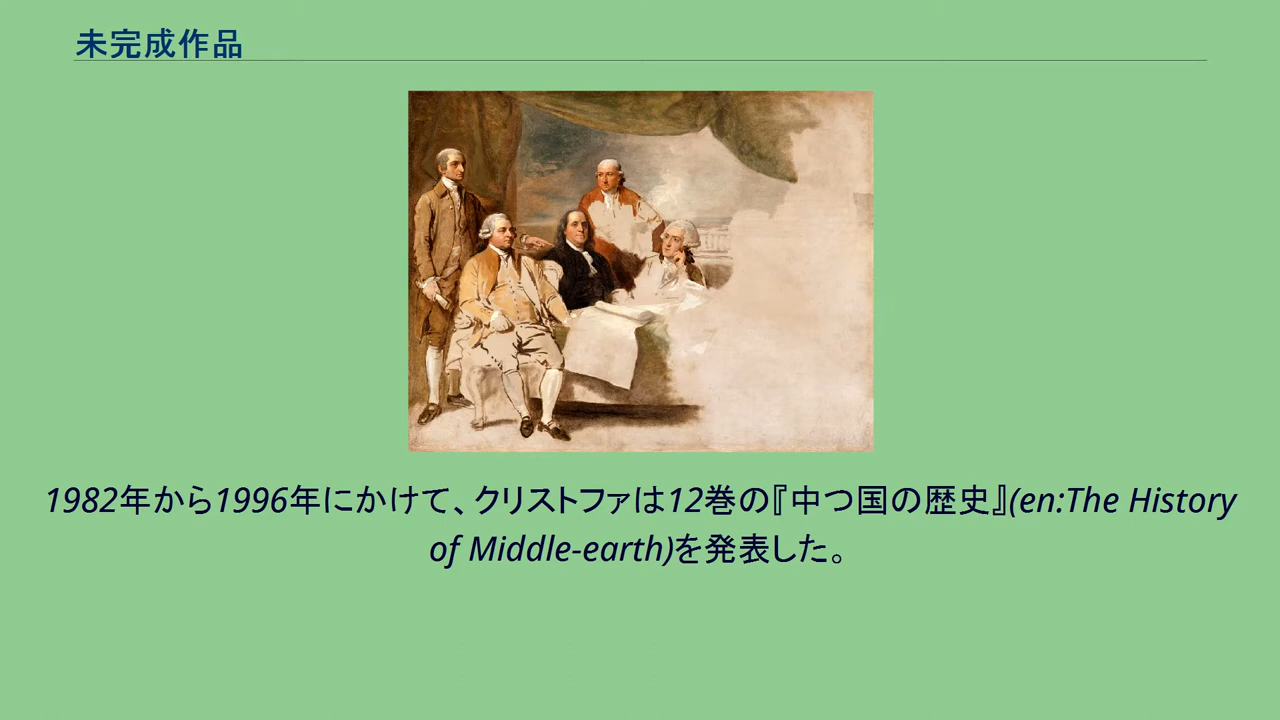 未完成作品
1982年から1996年にかけて、クリストファは12巻の『中つ国の歴史』(en:The History
of Middle-earth)を発表した。